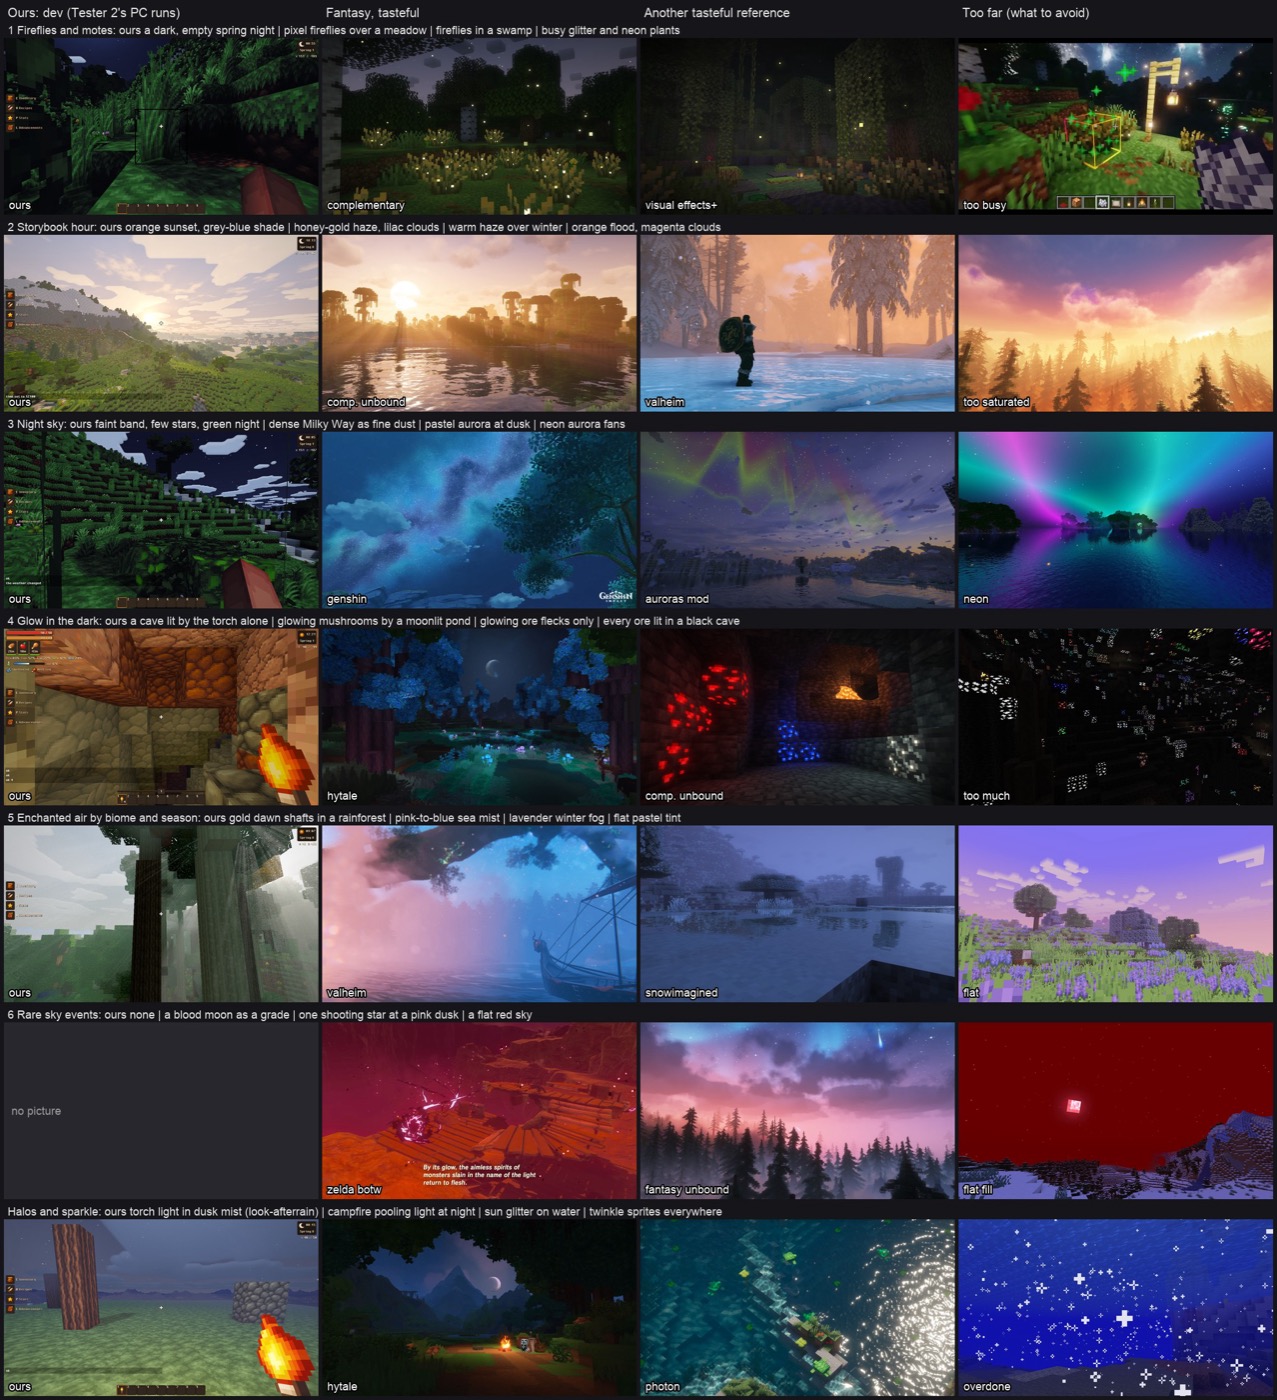 Ours: dev (Tester 2's PC runs)
Fantasy, tasteful
Another tasteful reference
Too far (what to avoid)
1 Fireflies and motes: ours a dark, empty spring night | pixel fireflies over a meadow | fireflies in a swamp | busy glitter and neon plants
ours
complementary
visual effects+
too busy
2 Storybook hour: ours orange sunset, grey-blue shade | honey-gold haze, lilac clouds | warm haze over winter | orange flood, magenta clouds
ours
comp. unbound
valheim
too saturated
3 Night sky: ours faint band, few stars, green night | dense Milky Way as fine dust | pastel aurora at dusk | neon aurora fans
ours
genshin
GENSHIN
auroras mod
neon
4 Glow in the dark: ours a cave lit by the torch alone | glowing mushrooms by a moonlit pond | glowing ore flecks only | every ore lit in a black cave
ours
hytale
comp. unbound
too much
5 Enchanted air by biome and season: ours gold dawn shafts in a rainforest | pink-to-blue sea mist | lavender winter fog | flat pastel tint
ours
valheim
snowimagined
flat
6 Rare sky events: ours none | a blood moon as a grade | one shooting star at a pink dusk | a flat red sky
no picture
By its glow, the aimless spirits of
monsters slain in the name of the light
return to flesh.
zelda botw
fantasy unbound
flat fill
Halos and sparkle: ours torch light in dusk mist (look-afterrain) | campfire pooling light at night | sun glitter on water | twinkle sprites everywhere
ours
hytale
photon
overdone